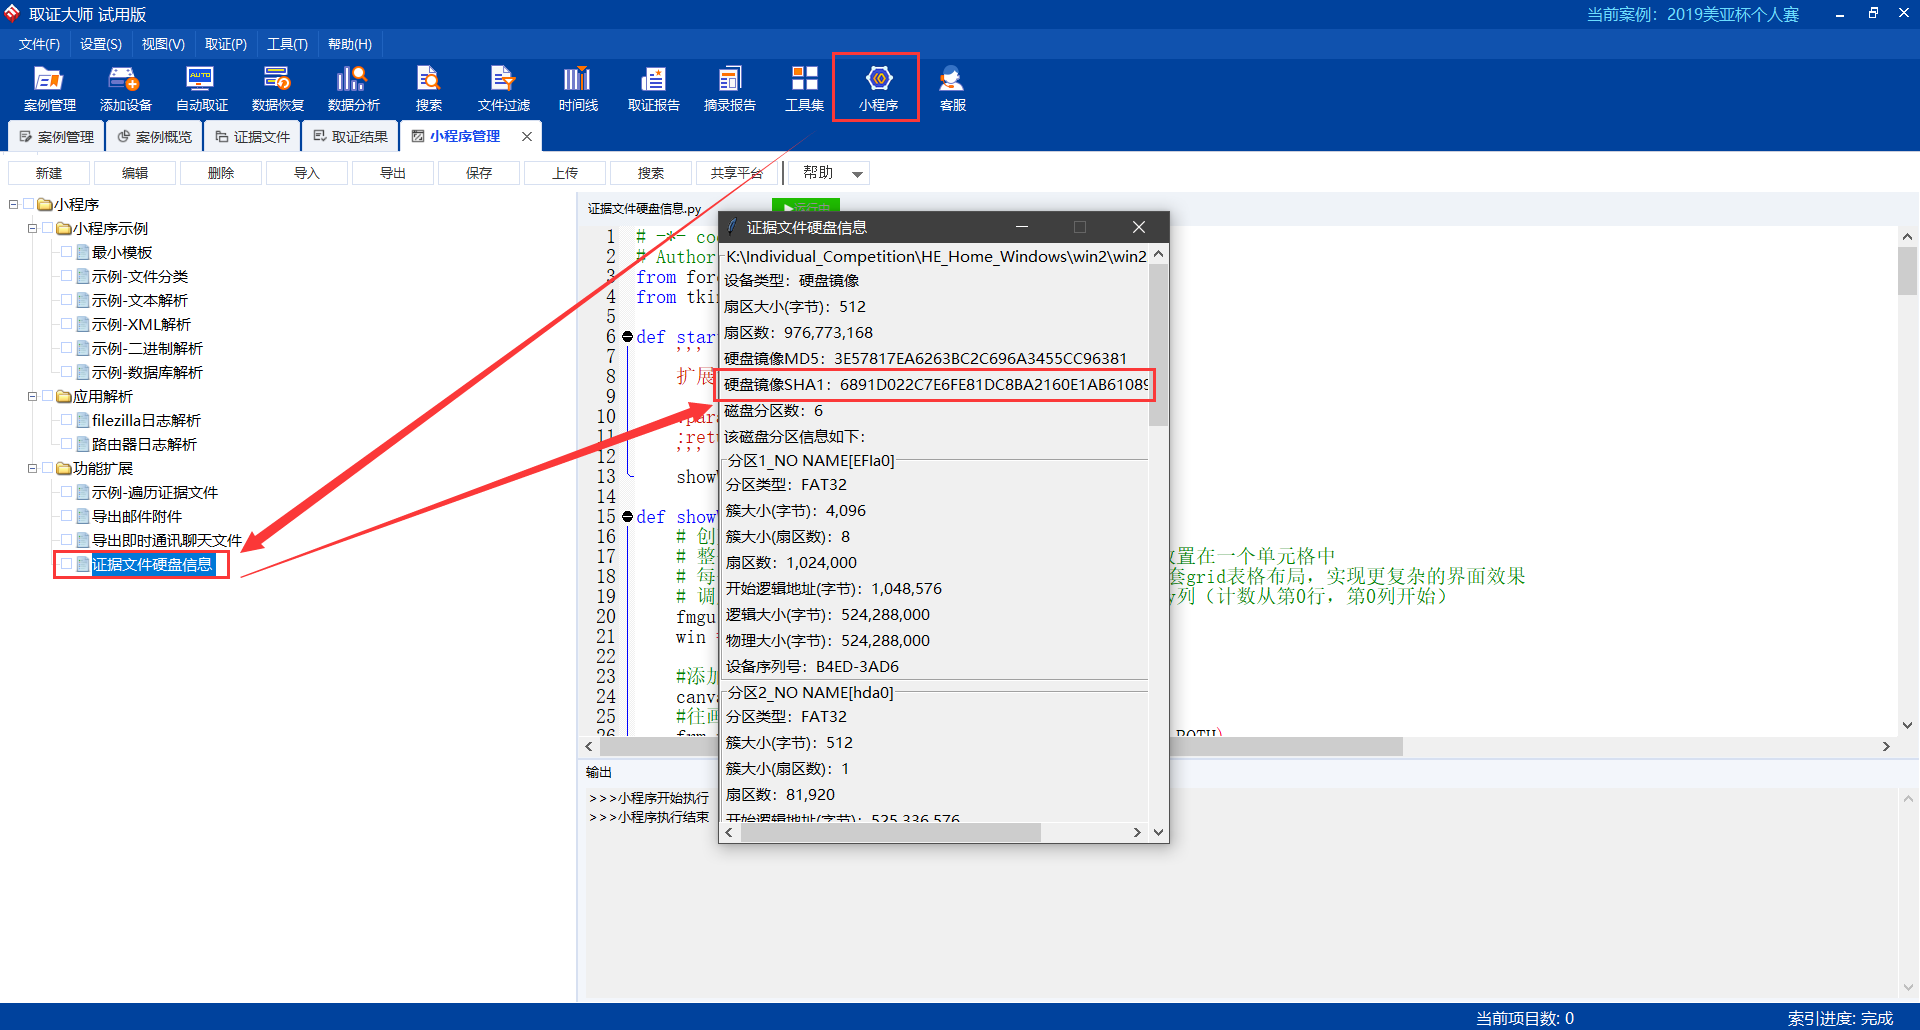 取证大师 试用版
当前案例：2019美亚杯个人赛
文件(F) 设置(S) 视图(V) 取证(P) 工具(T) 帮助(H)
案例管理 添加设备 自动取证 数据恢复 数据分析 搜索 文件过滤 时间线 取证报告 摘录报告 工具集 小程序 客服
案例管理 案例概览 证据文件 取证结果 小程序管理
新建 编辑 删除 导入 导出 保存 上传 搜索 共享平台 帮助
小程序
小程序示例
最小模板
示例-文件分类
示例-文本解析
示例-XML解析
示例-二进制解析
示例-数据库解析
应用解析
filezilla日志解析
路由器日志解析
功能扩展
示例-遍历证据文件
导出邮件附件
导出即时通讯聊天文件
证据文件硬盘信息
证据文件硬盘信息.py
1 # -*- co
2 # Author
3 from for
4 from tki
5
6 def star
7 '''
8 扩展
9
10 :par
11 :ret
12 '''
13 show
14
15 def show
16 # 创
17 # 整 置在一个单元格中
18 # 每 套grid表格布局，实现更复杂的界面效果
19 # 调 列（计数从第0行，第0列开始）
20 fmgu
21 win
22
23 #添加
24 canv
25 #往画
26
证据文件硬盘信息
K:\Individual_Competition\HE_Home_Windows\win2\win2
设备类型：硬盘镜像
扇区大小(字节)：512
扇区数：976,773,168
硬盘镜像MD5：3E57817EA6263BC2C696A3455CC96381
硬盘镜像SHA1：6891D022C7E6FE81DC8BA2160E1AB61089
磁盘分区数：6
该磁盘分区信息如下：
分区1_NO NAME[EFIa0]
分区类型：FAT32
簇大小(字节)：4,096
簇大小(扇区数)：8
扇区数：1,024,000
开始逻辑地址(字节)：1,048,576
逻辑大小(字节)：524,288,000
物理大小(字节)：524,288,000
设备序列号：B4ED-3AD6
分区2_NO NAME[hda0]
分区类型：FAT32
簇大小(字节)：512
簇大小(扇区数)：1
扇区数：81,920
开始逻辑地址(字节)：525,336,576
输出
>>>小程序开始执行
>>>小程序执行结束
当前项目数: 0
索引进度: 完成